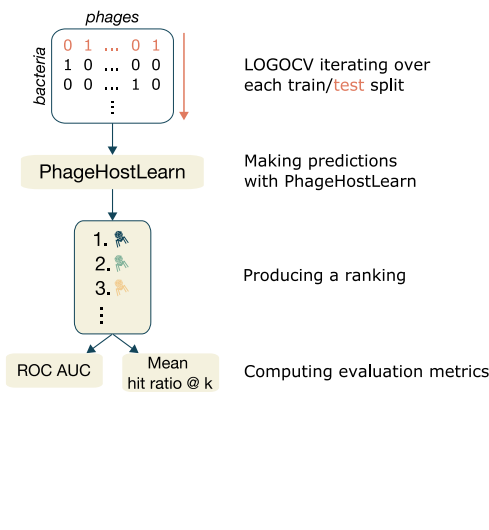 phages
bacteria
0 1 ... 0 1
1 0 ... 0 0
0 0 ... 1 0
⋮
LOGOCV iterating over
each train/test split
PhageHostLearn
Making predictions
with PhageHostLearn
1.
2.
3.
⋮
Producing a ranking
ROC AUC
Mean
hit ratio @ k
Computing evaluation metrics